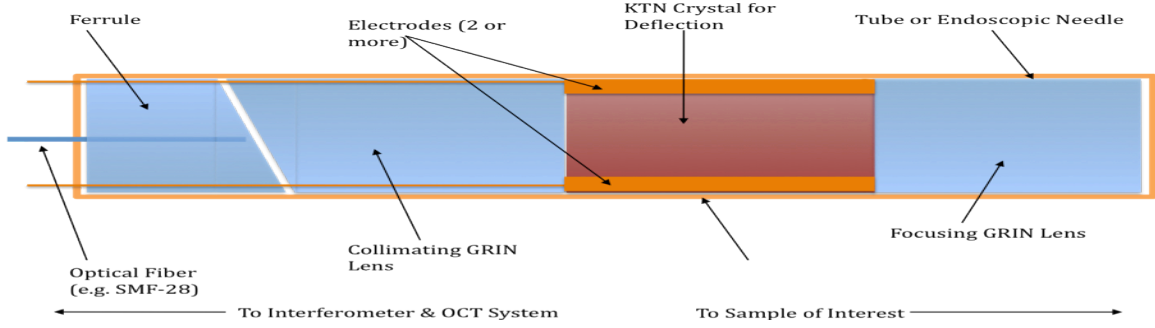 Ferrule
Electrodes (2 or
more)
KTN Crystal for
Deflection
Tube or Endoscopic Needle
Optical Fiber
(e.g. SMF-28)
Collimating GRIN
Lens
Focusing GRIN Lens
To Interferometer & OCT System
To Sample of Interest